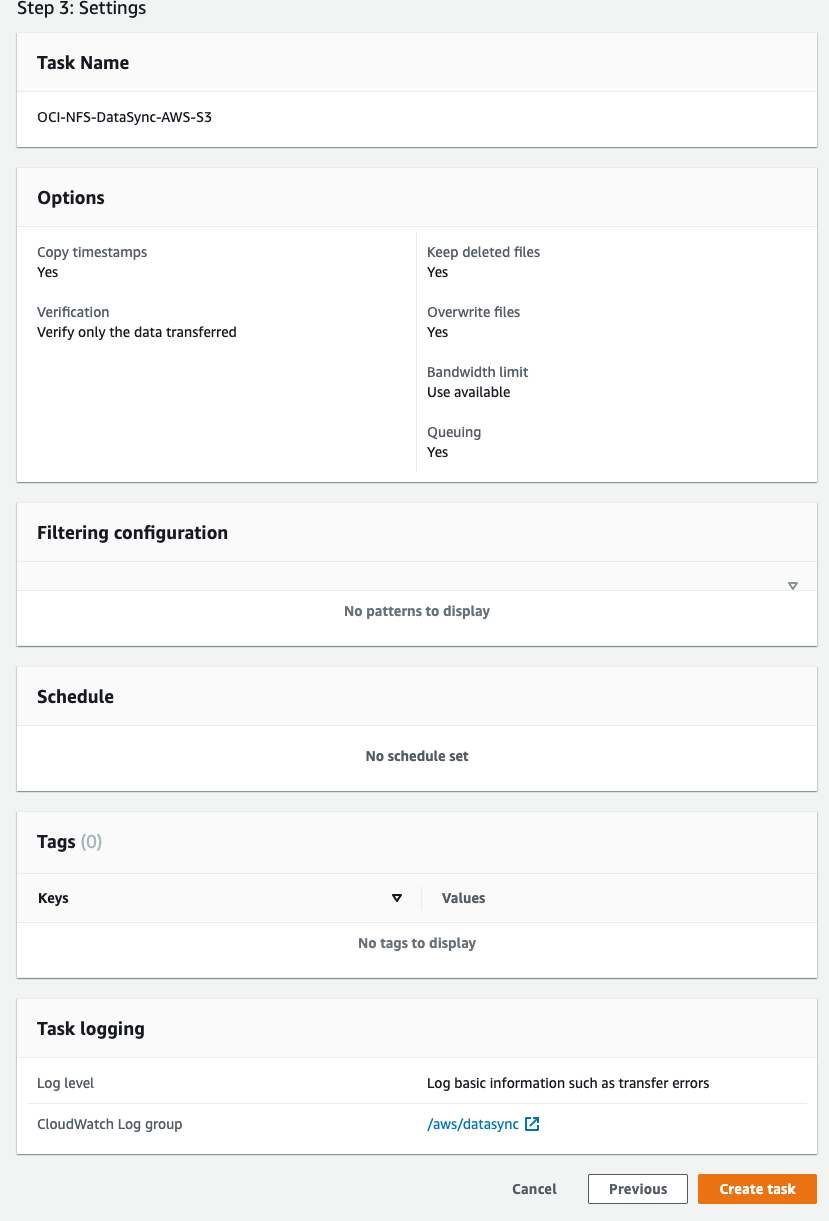 Step 3: Settings
Task Name
OCI-NFS-DataSync-AWS-S3
Options
Copy timestamps
Yes
Verification
Verify only the data transferred
Keep deleted files
Yes
Overwrite files
Yes
Bandwidth limit
Use available
Queuing
Yes
Filtering configuration
No patterns to display
Schedule
No schedule set
Tags (0)
Keys
Values
No tags to display
Task logging
Log level
Log basic information such as transfer errors
CloudWatch Log group
/aws/datasync
Cancel
Previous
Create task